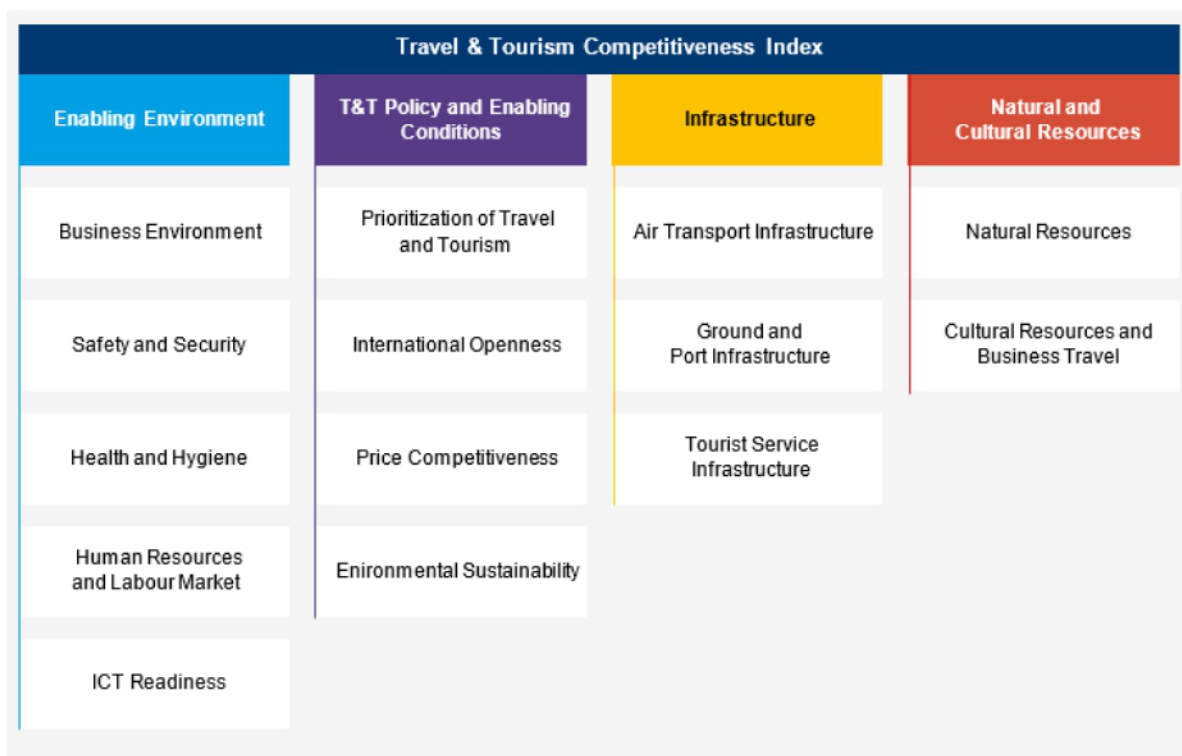 Travel & Tourism Competitiveness Index
Enabling Environment
Business Environment
Safety and Security
Health and Hygiene
Human Resources
and Labour Market
ICT Readiness
T&T Policy and Enabling
Conditions
Prioritization of Travel
and Tourism
International Openness
Price Competitiveness
Enironmental Sustainability
Infrastructure
Air Transport Infrastructure
Ground and
Port Infrastructure
Tourist Service
Infrastructure
Natural and
Cultural Resources
Natural Resources
Cultural Resources and
Business Travel